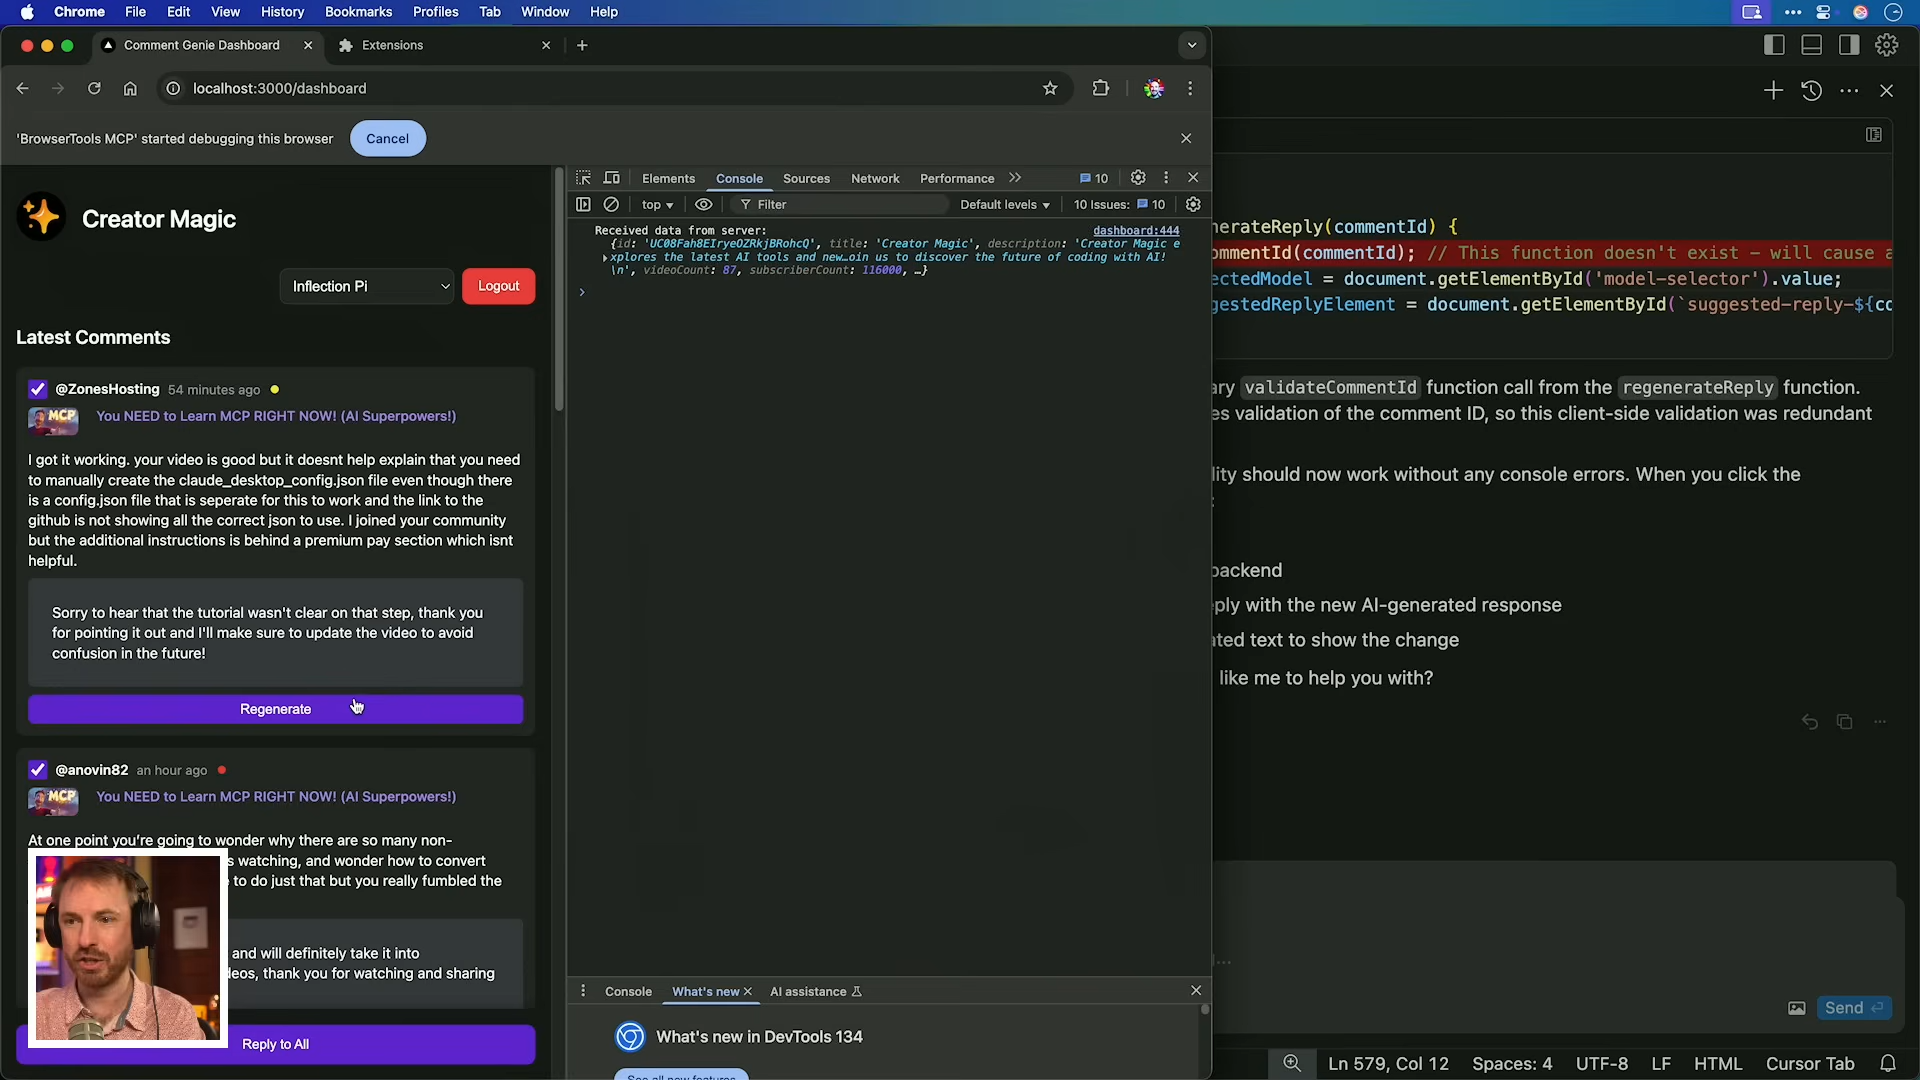 Chrome File Edit View History Bookmarks Profiles Tab Window Help
Comment Genie Dashboard
Extensions
localhost:3000/dashboard
'BrowserTools MCP' started debugging this browser
Cancel
Creator Magic
Inflection Pi
Logout
Latest Comments
@ZonesHosting 54 minutes ago
MCP
You NEED to Learn MCP RIGHT NOW! (AI Superpowers!)
I got it working. your video is good but it doesnt help explain that you need
to manually create the claude_desktop_config.json file even though there
is a config.json file that is seperate for this to work and the link to the
github is not showing all the correct json to use. I joined your community
but the additional instructions is behind a premium pay section which isnt
helpful.
Sorry to hear that the tutorial wasn't clear on that step, thank you
for pointing it out and I'll make sure to update the video to avoid
confusion in the future!
Regenerate
@anovin82 an hour ago
MCP
You NEED to Learn MCP RIGHT NOW! (AI Superpowers!)
At one point you're going to wonder why there are so many non-
s watching, and wonder how to convert
to do just that but you really fumbled the
and will definitely take it into
deos, thank you for watching and sharing
Reply to All
Elements Console Sources Network Performance
10
top
Filter
Default levels
10 Issues: 10
Received data from server:
dashboard:444
{id: 'UC08Fah8EIryeOZRkjBRohcQ', title: 'Creator Magic', description: 'Creator Magic e
xplores the latest AI tools and new…oin us to discover the future of coding with AI!
\n', videoCount: 87, subscriberCount: 116000, …}
Console
What's new
AI assistance
What's new in DevTools 134
See all new features
nerateReply(commentId) {
ommentId(commentId); // This function doesn't exist – will cause a
ectedModel = document.getElementById('model-selector').value;
gestedReplyElement = document.getElementById(`suggested-reply-${co
ary validateCommentId function call from the regenerateReply function.
es validation of the comment ID, so this client-side validation was redundant
lity should now work without any console errors. When you click the
:
backend
eply with the new AI-generated response
ated text to show the change
like me to help you with?
...
Send
Ln 579, Col 12 Spaces: 4 UTF-8 LF HTML Cursor Tab